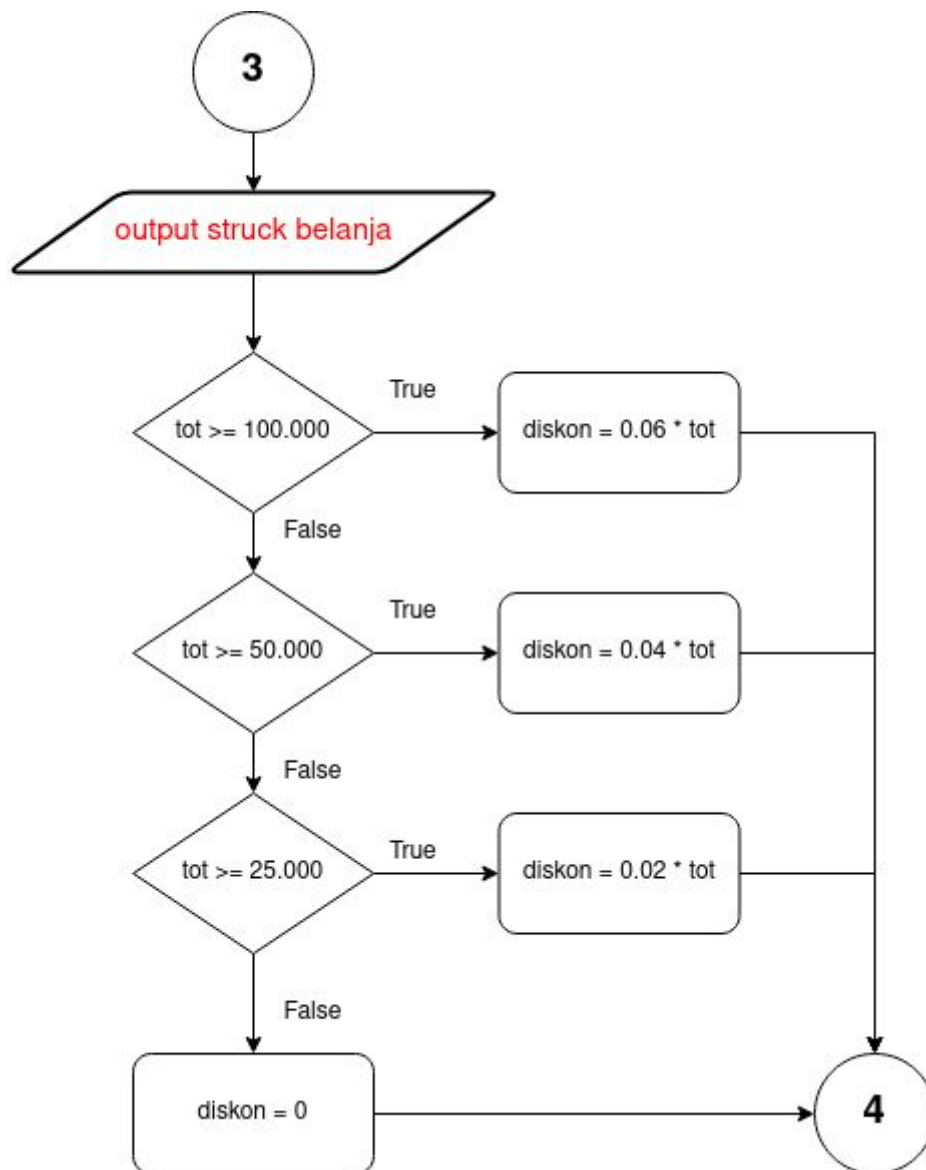 3
output struck belanja
tot >= 100.000
True
diskon = 0.06 * tot
False
tot >= 50.000
True
diskon = 0.04 * tot
False
tot >= 25.000
True
diskon = 0.02 * tot
False
diskon = 0
4